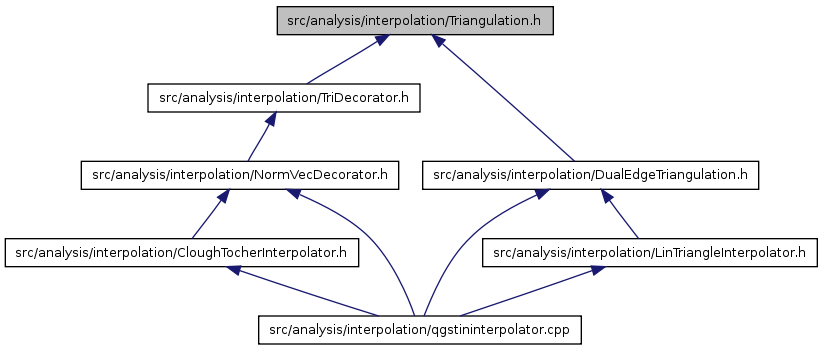 src/analysis/interpolation/Triangulation.h
src/analysis/interpolation/TriDecorator.h
src/analysis/interpolation/NormVecDecorator.h
src/analysis/interpolation/DualEdgeTriangulation.h
src/analysis/interpolation/CloughTocherInterpolator.h
src/analysis/interpolation/LinTriangleInterpolator.h
src/analysis/interpolation/qgstininterpolator.cpp